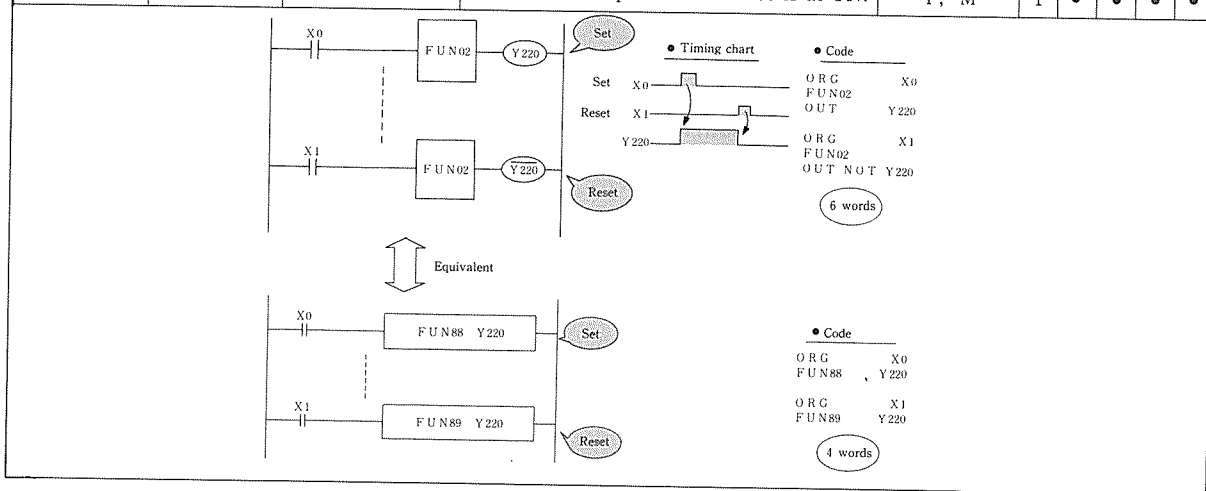 Y, M 1
X0
FUN02
Y220
Set
X1
FUN02
Y220
Reset
Equivalent
X0
FUN88 Y220
Set
X1
FUN89 Y220
Reset
● Timing chart
Set X0
Reset X1
Y220
● Code
ORG X0
FUN02
OUT Y220
ORG X1
FUN02
OUT NOT Y220
6 words
● Code
ORG X0
FUN88 Y220
ORG X1
FUN89 Y220
4 words